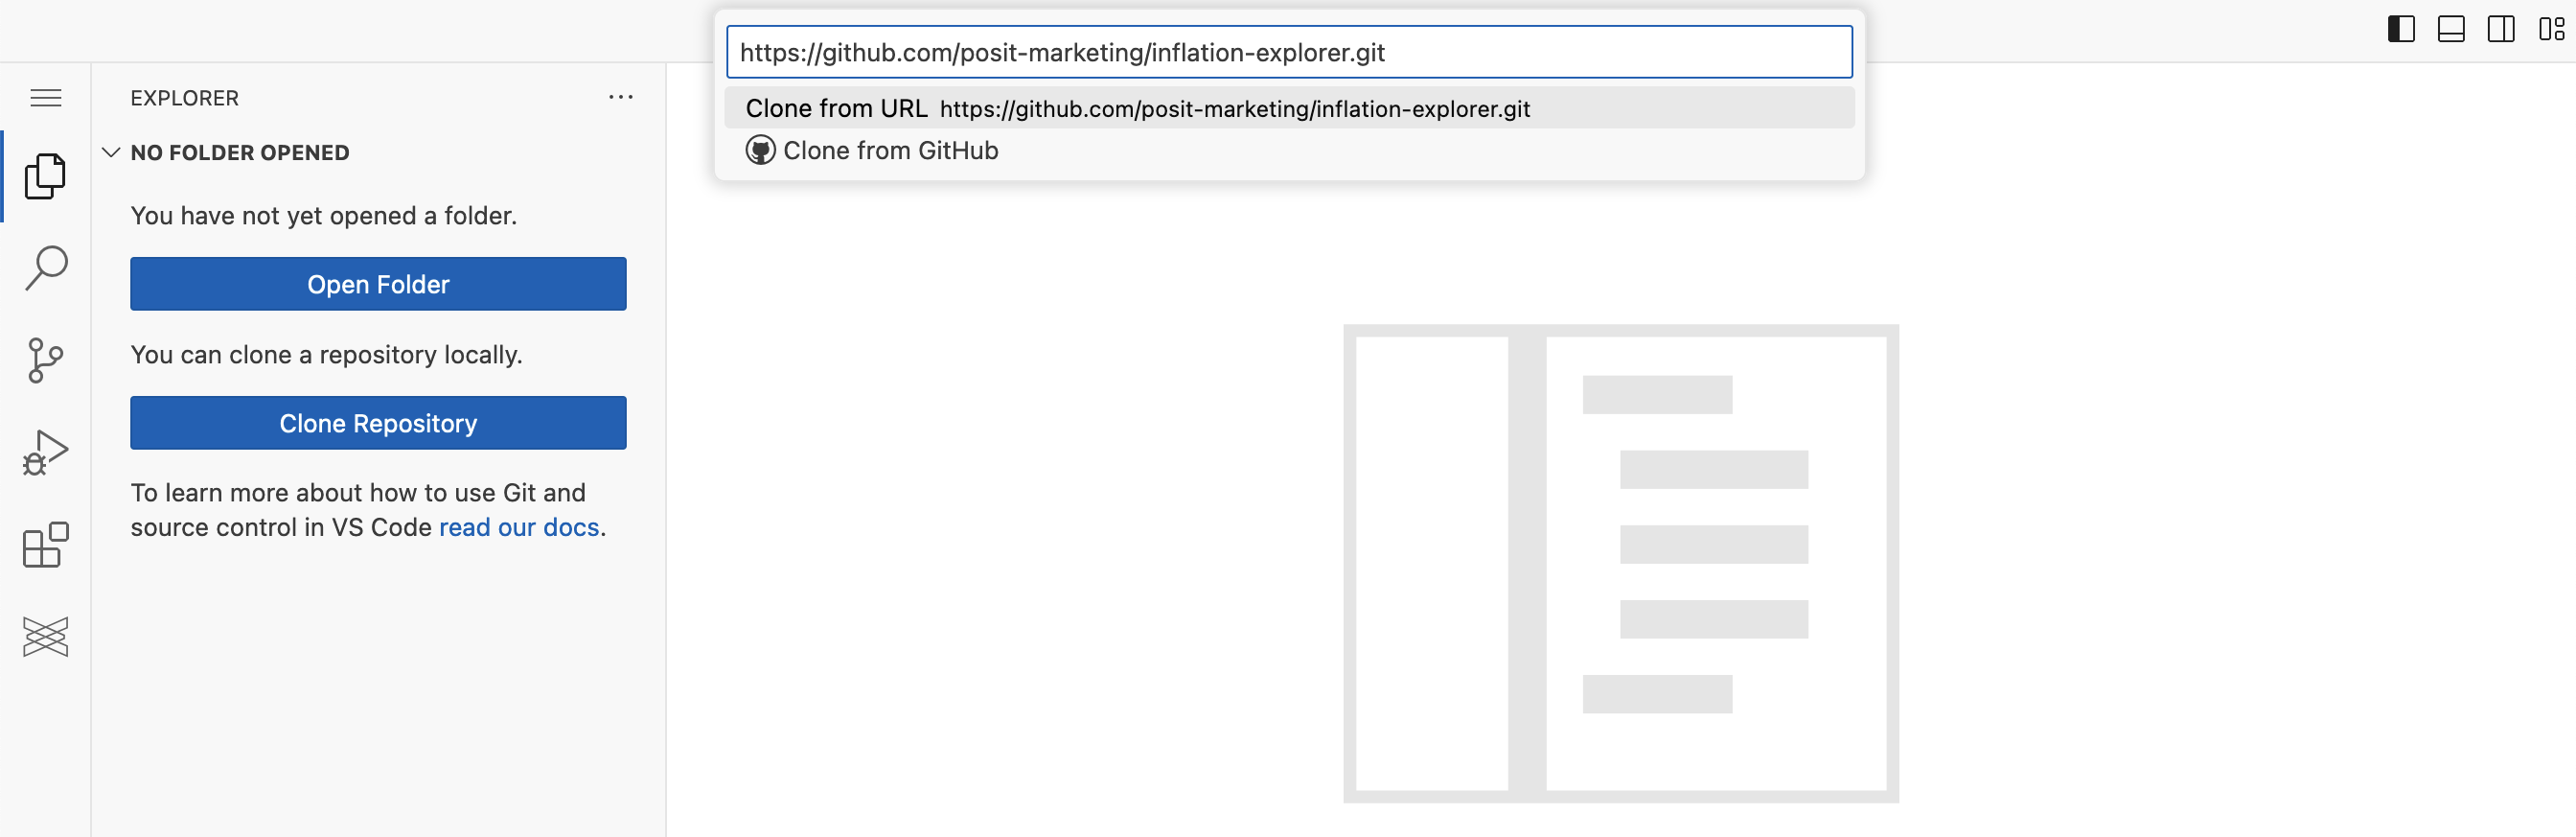 https://github.com/posit-marketing/inflation-explorer.git
Clone from URL https://github.com/posit-marketing/inflation-explorer.git
Clone from GitHub
EXPLORER
NO FOLDER OPENED
You have not yet opened a folder.
Open Folder
You can clone a repository locally.
Clone Repository
To learn more about how to use Git and
source control in VS Code read our docs.